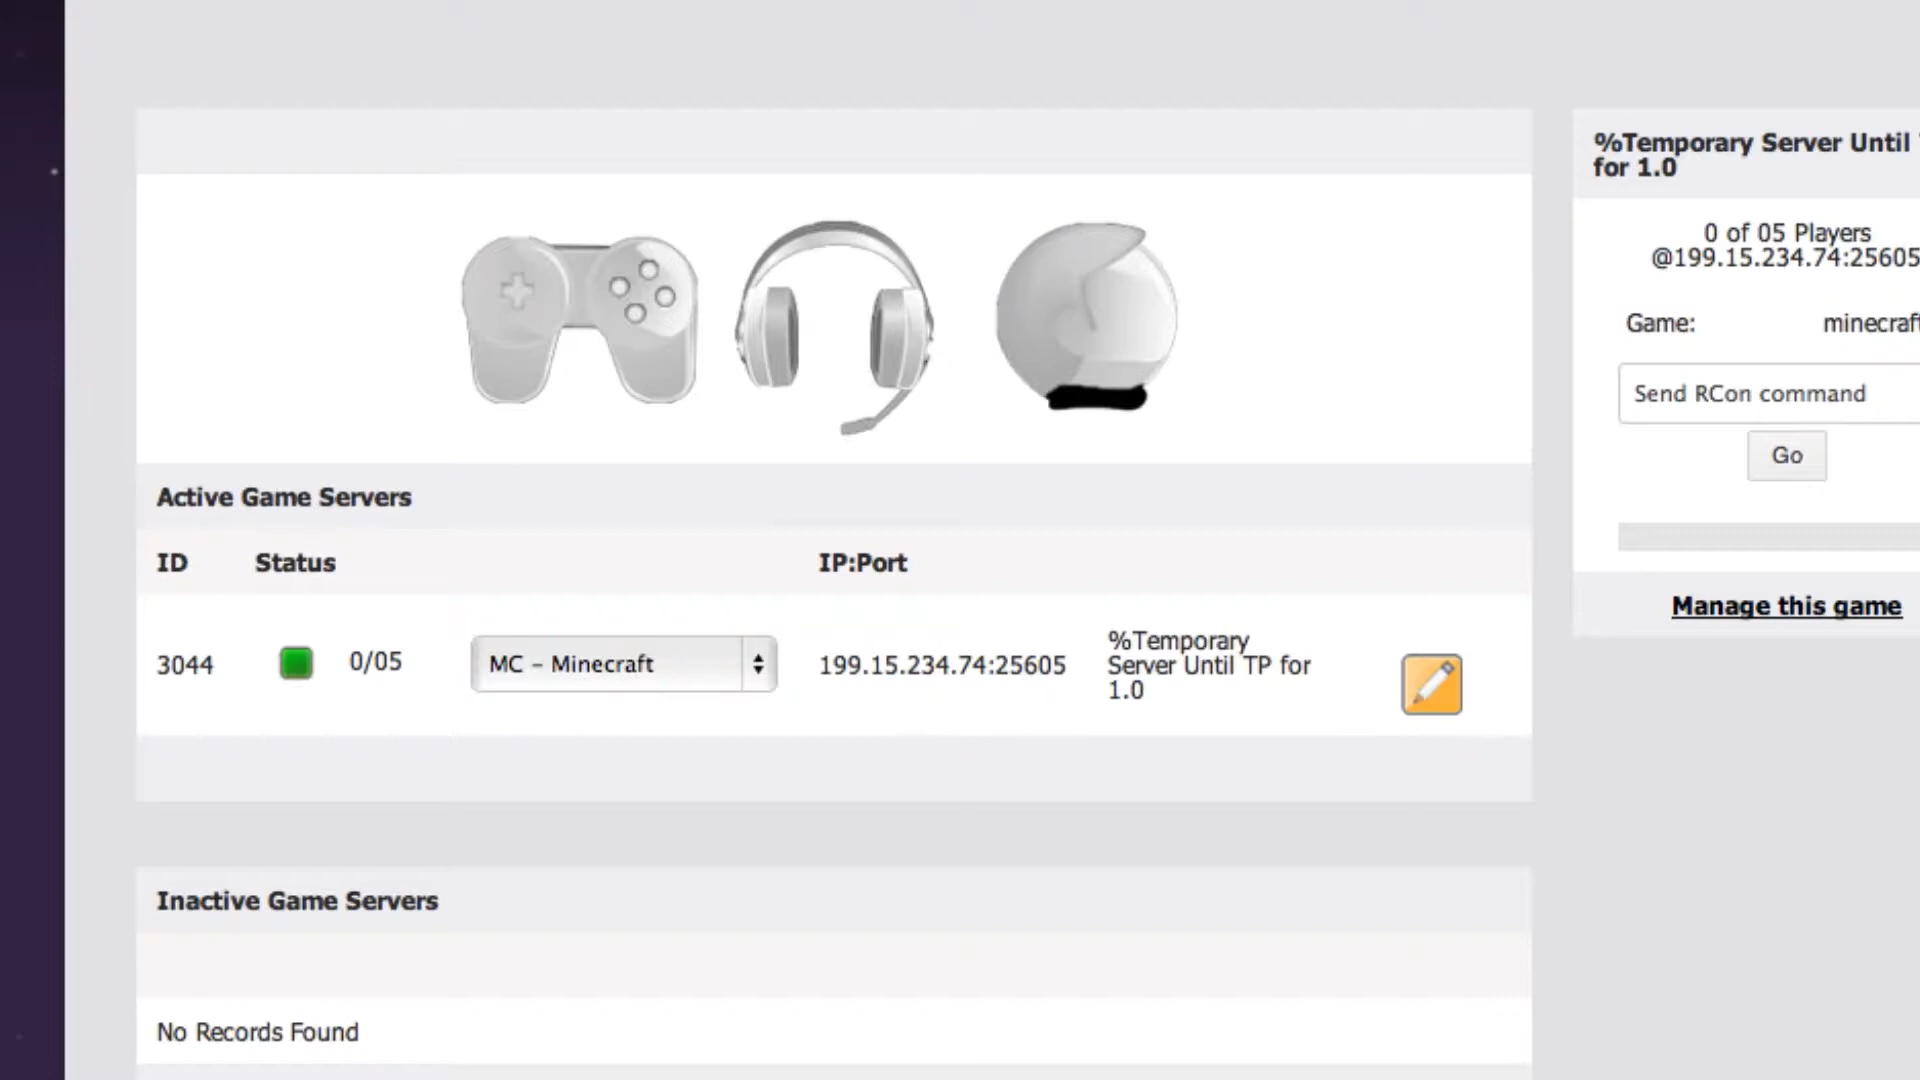 %Temporary Server Until
for 1.0
0 of 05 Players
@199.15.234.74:25605
Game: minecraft
Send RCon command
Go
Manage this game
Active Game Servers
ID Status IP:Port
3044 0/05 MC – Minecraft 199.15.234.74:25605
%Temporary
Server Until TP for
1.0
Inactive Game Servers
No Records Found